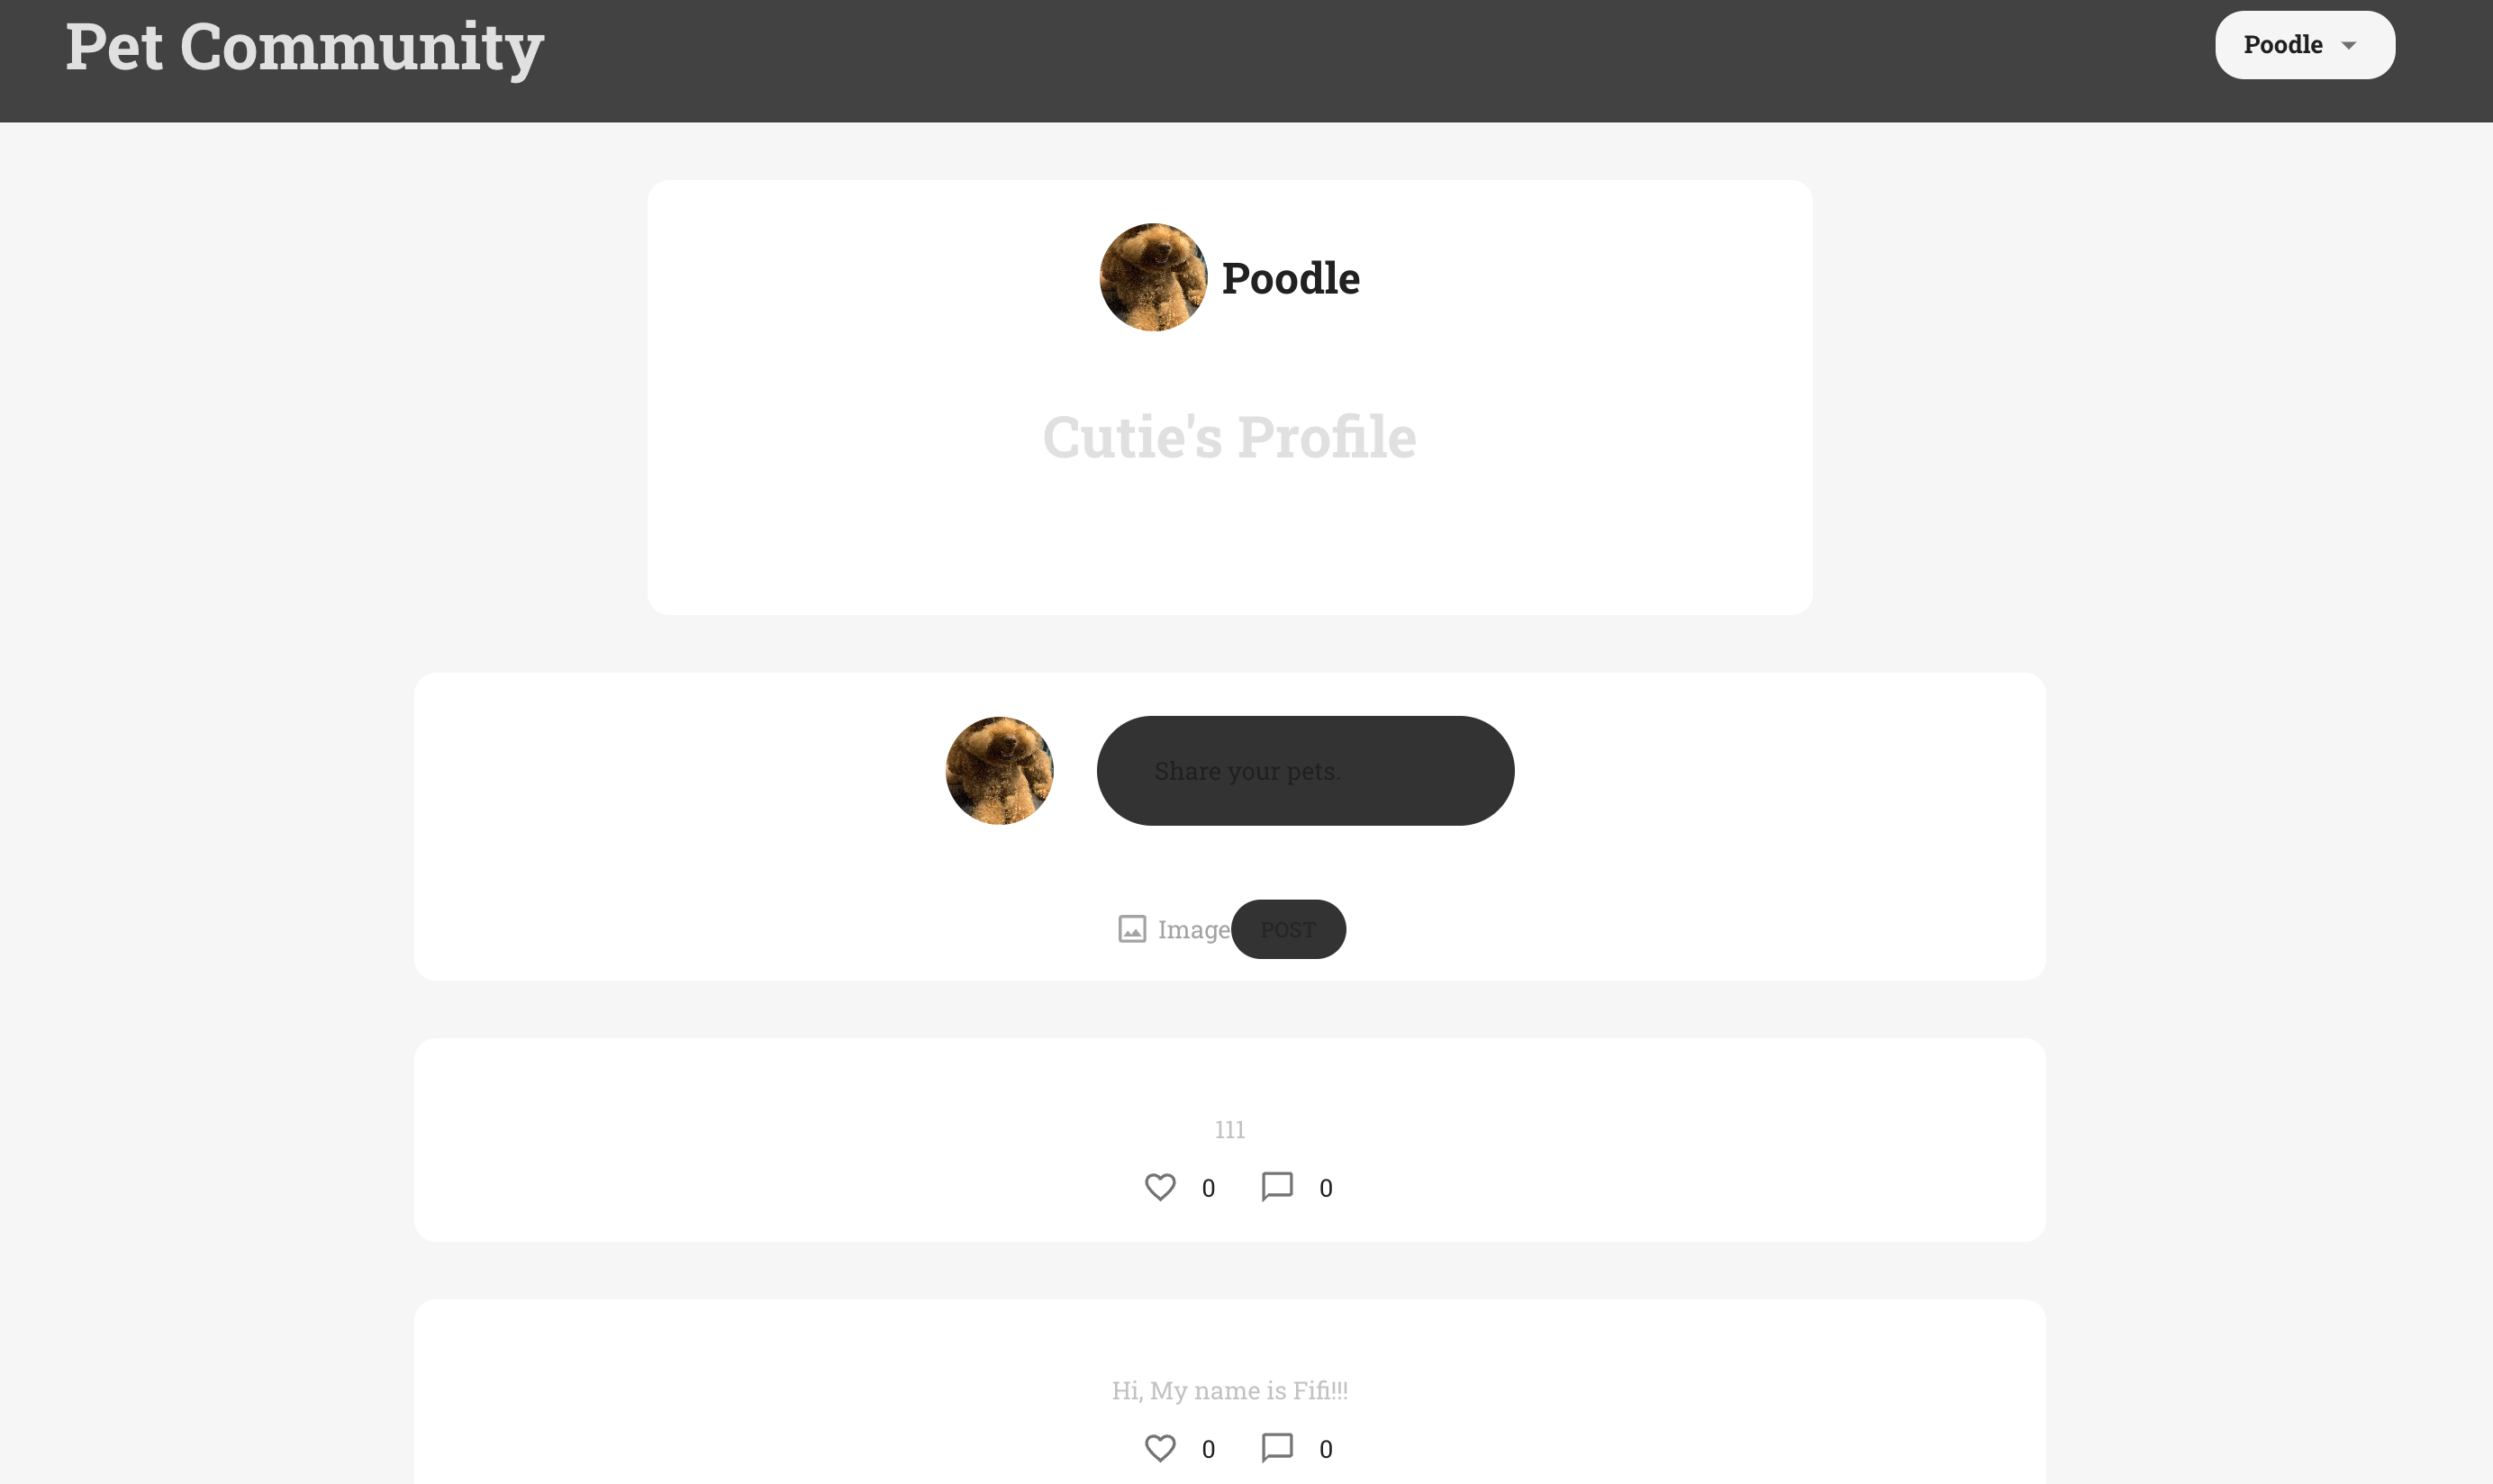 Pet Community
Poodle
Poodle
Cutie's Profile
Share your pets.
Image
POST
111
0
0
Hi, My name is Fifi!!!
0
0